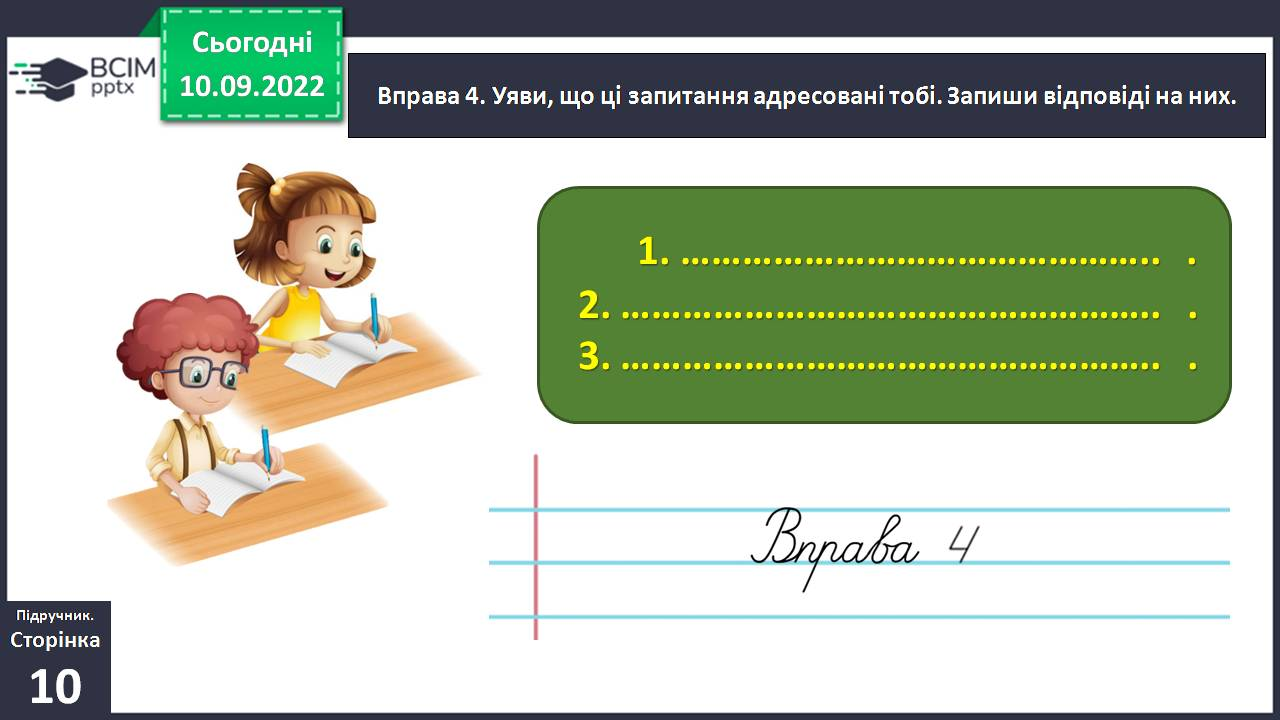 Сьогодні
10.09.2022
ВСІМ
pptx
Вправа 4. Уяви, що ці запитання адресовані тобі. Запиши відповіді на них.
1. ……………………………………….. .
2. …………………………………………….. .
3. …………………………………………….. .
Вправа 4
Підручник.
Сторінка
10